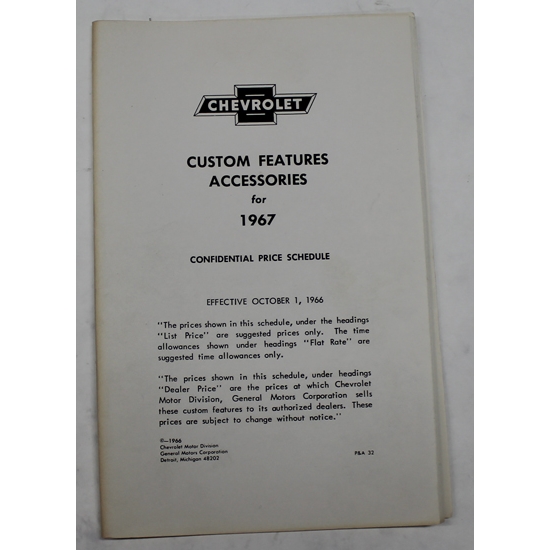 CHEVROLET
CUSTOM FEATURES
ACCESSORIES
for
1967
CONFIDENTIAL PRICE SCHEDULE
EFFECTIVE OCTOBER 1, 1966
"The prices shown in this schedule, under the headings
"List Price" are suggested prices only. The time
allowances shown under headings "Flat Rate" are
suggested time allowances only.
"The prices shown in this schedule, under headings
"Dealer Price" are the prices at which Chevrolet
Motor Division, General Motors Corporation sells
these custom features to its authorized dealers. These
prices are subject to change without notice."
©—1966
Chevrolet Motor Division
General Motors Corporation
Detroit, Michigan 48202
P&A 32